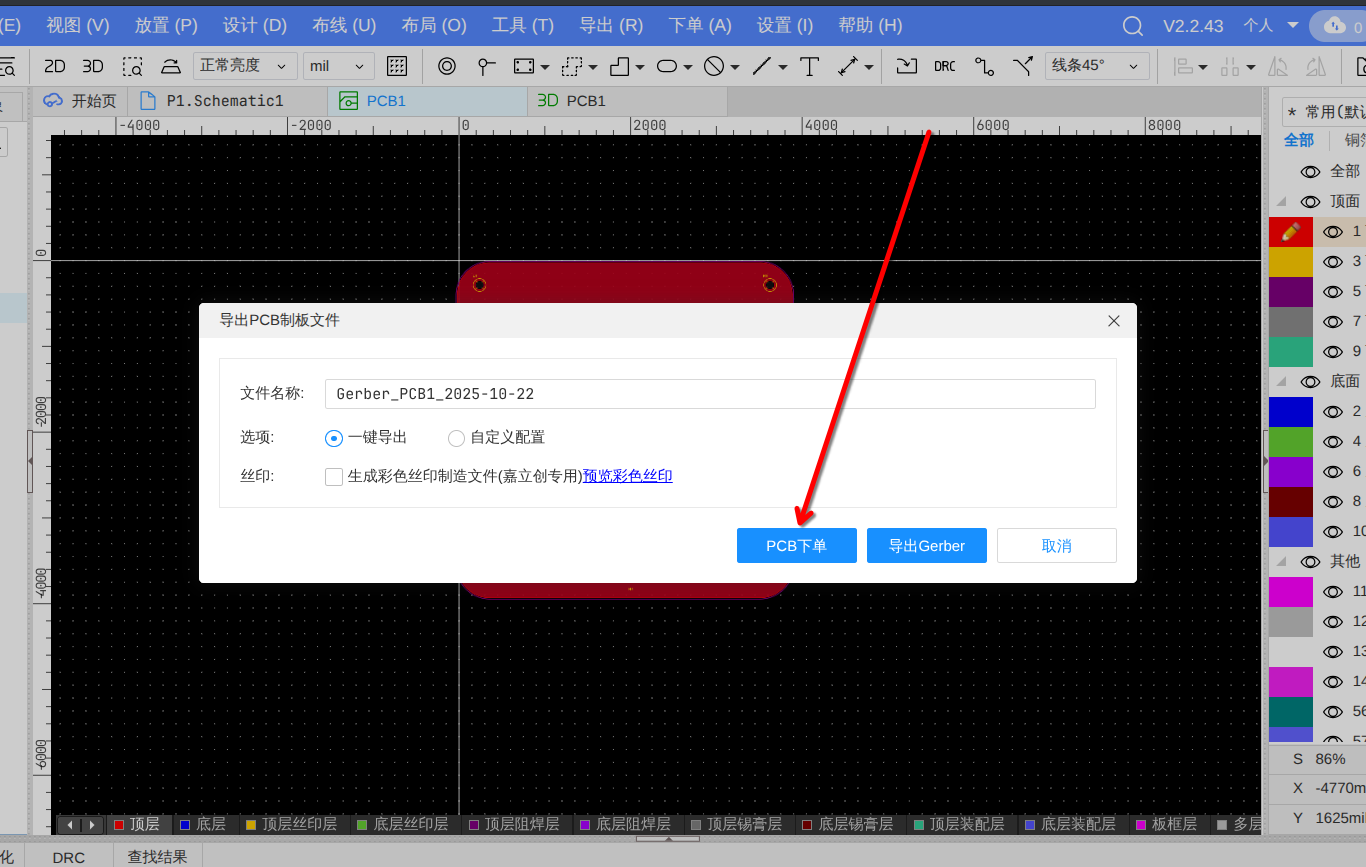 (E) 视图 (V) 放置 (P) 设计 (D) 布线 (U) 布局 (O) 工具 (T) 导出 (R) 下单 (A) 设置 (I) 帮助 (H) V2.2.43 个人 0
2D 3D 正常亮度 mil DRC 线条45°
开始页 P1.Schematic1 PCB1 3D PCB1
-4000 -2000 0 2000 4000 6000 8000
* 常用(默认
全部 铜箔
全部
顶面
1
3
5
7
9
底面
2
4
6
8
10
其他
11
12
13
14
56
57
0
-2000
-4000
-6000
导出PCB制板文件
文件名称: Gerber_PCB1_2025-10-22
选项: 一键导出 自定义配置
丝印: 生成彩色丝印制造文件(嘉立创专用)预览彩色丝印
PCB下单 导出Gerber 取消
S 86%
X -4770m
Y 1625mil
顶层 底层 顶层丝印层 底层丝印层 顶层阻焊层 底层阻焊层 顶层锡膏层 底层锡膏层 顶层装配层 底层装配层 板框层 多层
化 DRC 查找结果